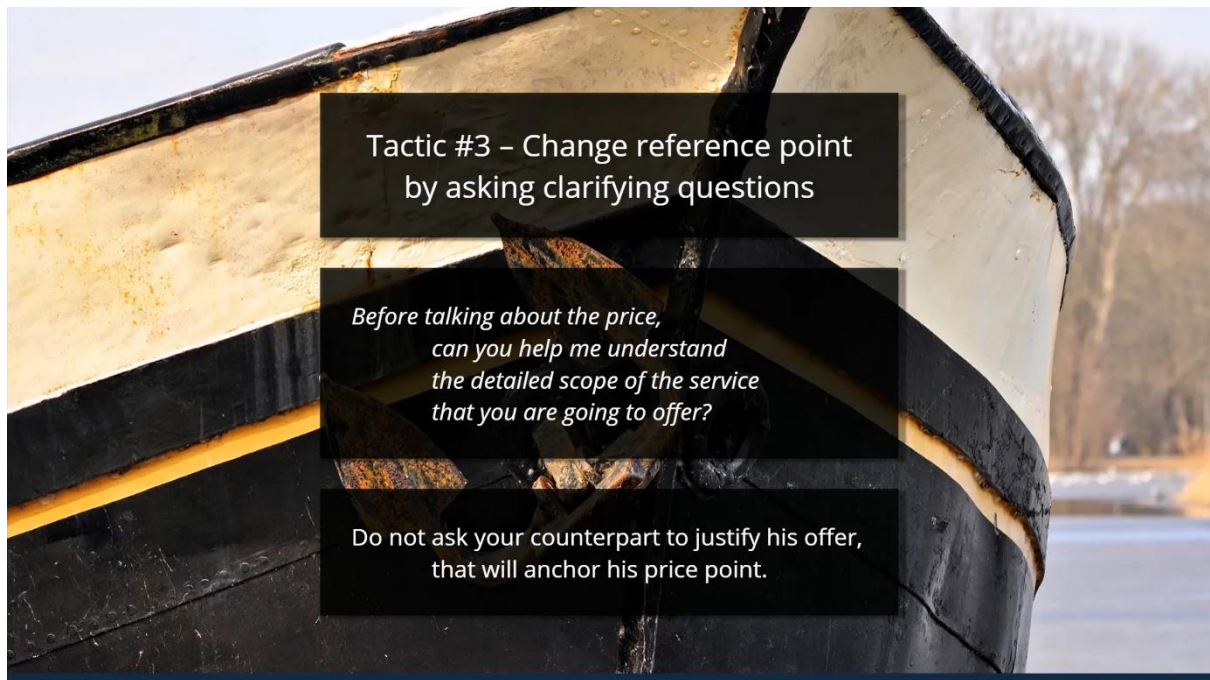 Tactic #3 – Change reference point
by asking clarifying questions
Before talking about the price,
can you help me understand
the detailed scope of the service
that you are going to offer?
Do not ask your counterpart to justify his offer,
that will anchor his price point.